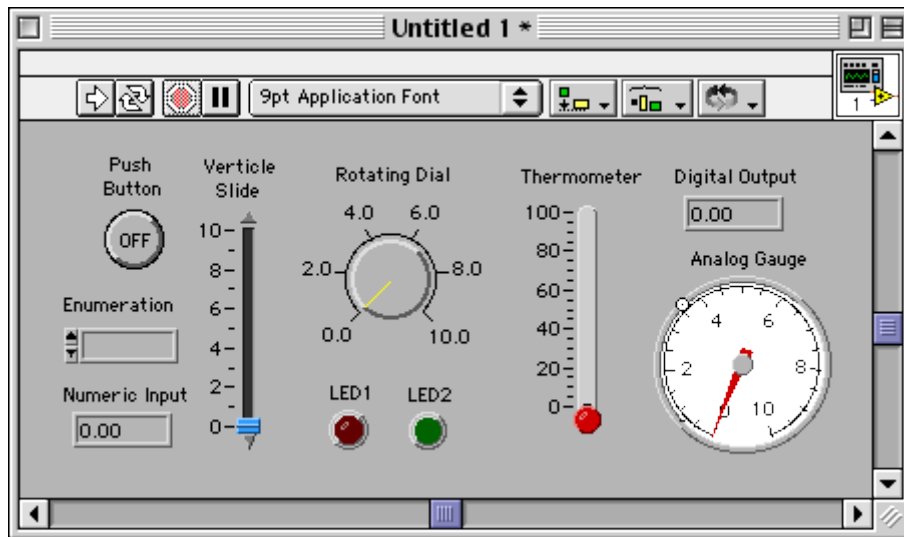 Untitled 1 *
9pt Application Font
1
Push
Button
OFF
Verticle
Slide
10
8
6
4
2
0
Enumeration
Numeric Input
0.00
Rotating Dial
4.0 6.0
2.0 8.0
0.0 10.0
LED1 LED2
Thermometer
100
80
60
40
20
0
Digital Output
0.00
Analog Gauge
4 6
2 8
0 10